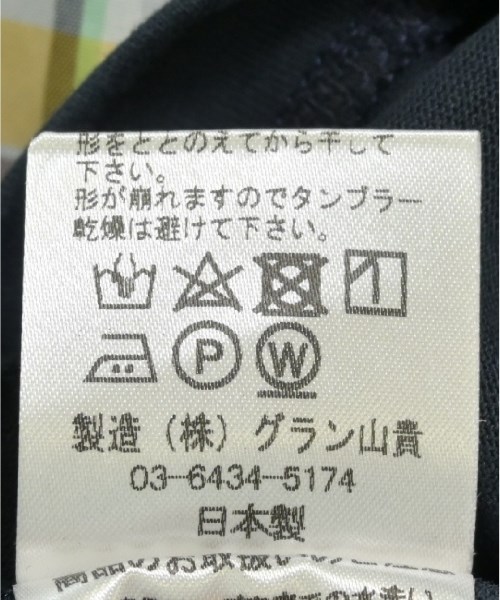 形をととのえてから干して
下さい。
形が崩れますのでタンブラー
乾燥は避けて下さい。
P W
製造（株）グラン山貴
03-6434-5174
日本製